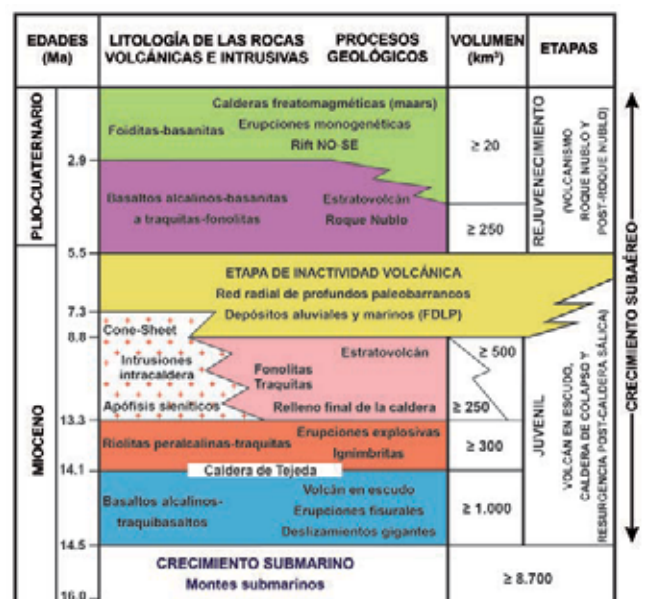 EDADES (Ma)
LITOLOGÍA DE LAS ROCAS VOLCÁNICAS E INTRUSIVAS
PROCESOS GEOLÓGICOS
VOLUMEN (km³)
ETAPAS
PLIO-CUATERNARIO
Calderas freatomagméticas (maars)
Foiditas-basanitas
Erupciones monogenéticas
Rift NO-SE
≥ 20
2.9
Basaltos alcalinos-basanitas
a traquitas-fonolitas
Estratovolcán
Roque Nublo
≥ 250
REJUVENECIMIENTO
(VOLCANISMO
ROQUE NUBLO Y
POST-ROQUE NUBLO)
5.5
MIOCENO
ETAPA DE INACTIVIDAD VOLCÁNICA
Red radial de profundos paleobarrancos
Depósitos aluviales y marinos (FDLP)
7.3
8.8
Cone-Sheet
Intrusiones
intracaldera
Apófisis sieníticos
Estratovolcán
Fonolitas
Traquitas
Relleno final de la caldera
≥ 500
≥ 250
13.3
Riolitas peralcalinas-traquitas
Erupciones explosivas
Ignimbritas
≥ 300
14.1
Caldera de Tejeda
Basaltos alcalinos-
traquibasaltos
Volcán en escudo
Erupciones fisurales
Deslizamientos gigantes
≥ 1.000
14.5
JUVENIL
VOLCÁN EN ESCUDO,
CALDERA DE COLAPSO Y
RESURGENCIA POST-CALDERA SÁLICA)
CRECIMIENTO SUBAÉREO
CRECIMIENTO SUBMARINO
Montes submarinos
≥ 8.700
16.0